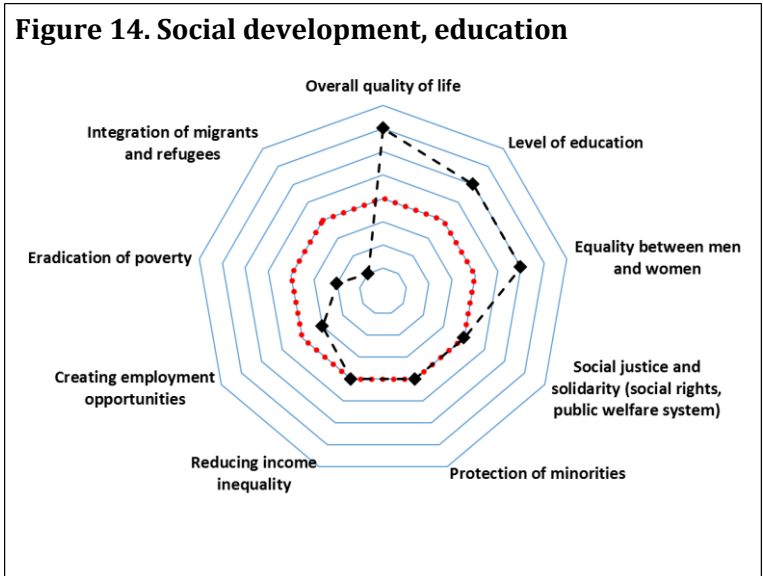 Figure 14. Social development, education
Overall quality of life
Integration of migrants
and refugees
Level of education
Eradication of poverty
Equality between men
and women
Creating employment
opportunities
Social justice and
solidarity (social rights,
public welfare system)
Reducing income
inequality
Protection of minorities